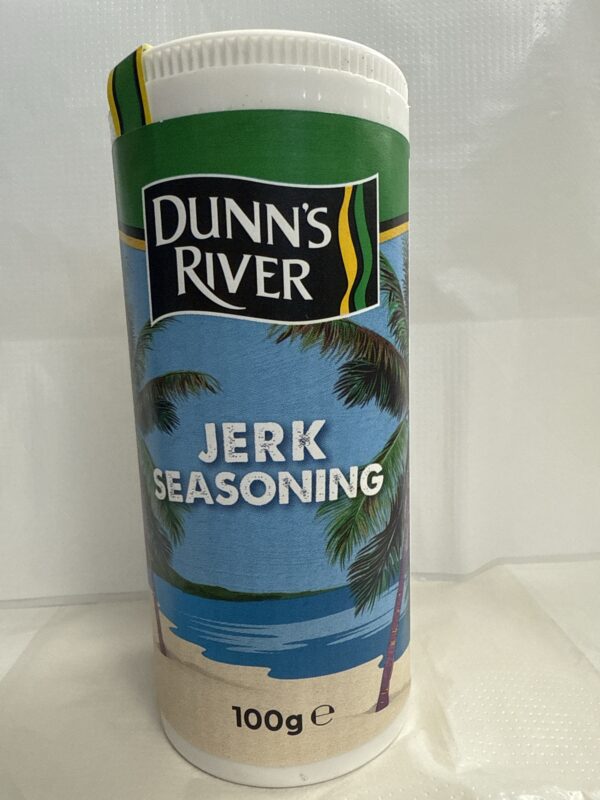 DUNN'S
RIVER
JERK
SEASONING
100g ℮